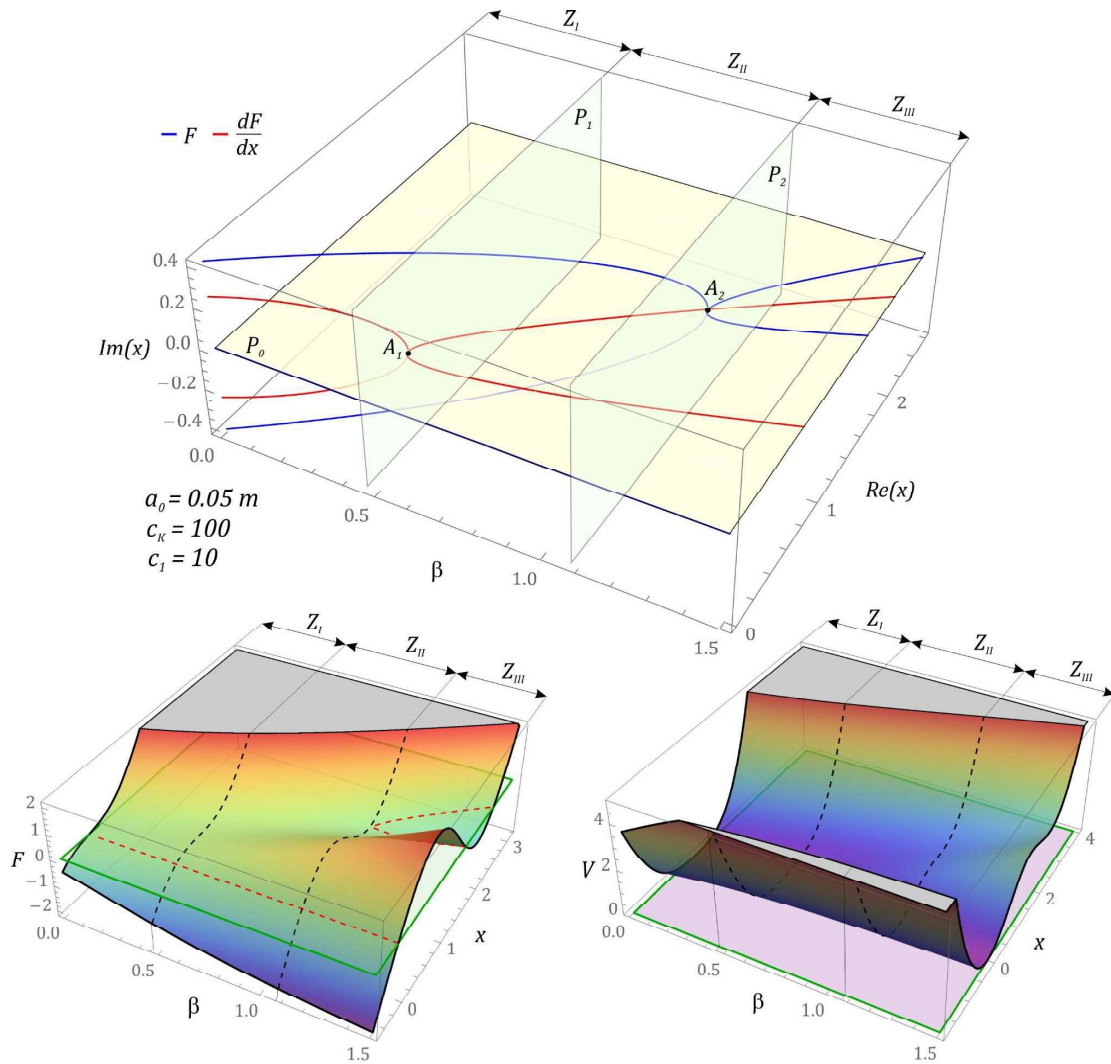 Z_I
Z_II
Z_III
P_1
P_2
F
dF
dx
A_2
0.4
0.2
Im(x)
0.0
−0.2
−0.4
P_0
A_1
2
1
0
Re(x)
0.0
0.5
1.0
1.5
β
a_0 = 0.05 m
c_K = 100
c_1 = 10
Z_I
Z_II
Z_III
2
1
F
0
−1
−2
0.0
0.5
1.0
1.5
β
3
2
1
0
x
Z_I
Z_II
Z_III
4
V
2
0
0.0
0.5
1.0
1.5
β
4
2
0
x